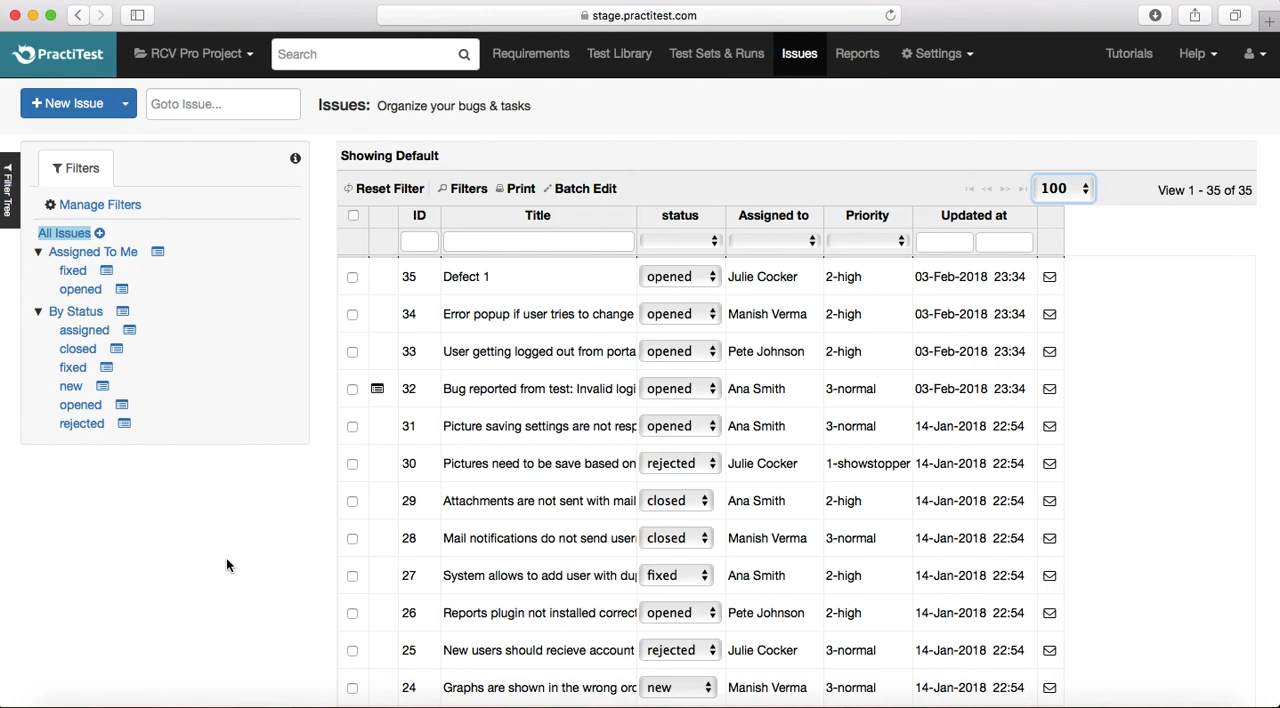 stage.practitest.com
PractiTest
RCV Pro Project
Search
Requirements
Test Library
Test Sets & Runs
Issues
Reports
Settings
Tutorials
Help
+ New Issue
Goto Issue...
Issues: Organize your bugs & tasks
Filter Tree
Filters
Manage Filters
All Issues
Assigned To Me
fixed
opened
By Status
assigned
closed
fixed
new
opened
rejected
Showing Default
Reset Filter Filters Print Batch Edit 100 View 1 - 35 of 35
ID Title status Assigned to Priority Updated at
35 Defect 1 opened Julie Cocker 2-high 03-Feb-2018 23:34
34 Error popup if user tries to change opened Manish Verma 2-high 03-Feb-2018 23:34
33 User getting logged out from porta opened Pete Johnson 2-high 03-Feb-2018 23:34
32 Bug reported from test: Invalid logi opened Ana Smith 3-normal 03-Feb-2018 23:34
31 Picture saving settings are not resp opened Ana Smith 3-normal 14-Jan-2018 22:54
30 Pictures need to be save based on rejected Julie Cocker 1-showstopper 14-Jan-2018 22:54
29 Attachments are not sent with mail closed Ana Smith 2-high 14-Jan-2018 22:54
28 Mail notifications do not send user closed Manish Verma 3-normal 14-Jan-2018 22:54
27 System allows to add user with dup fixed Ana Smith 2-high 14-Jan-2018 22:54
26 Reports plugin not installed correct opened Pete Johnson 2-high 14-Jan-2018 22:54
25 New users should recieve account rejected Julie Cocker 3-normal 14-Jan-2018 22:54
24 Graphs are shown in the wrong orc new Manish Verma 3-normal 14-Jan-2018 22:54